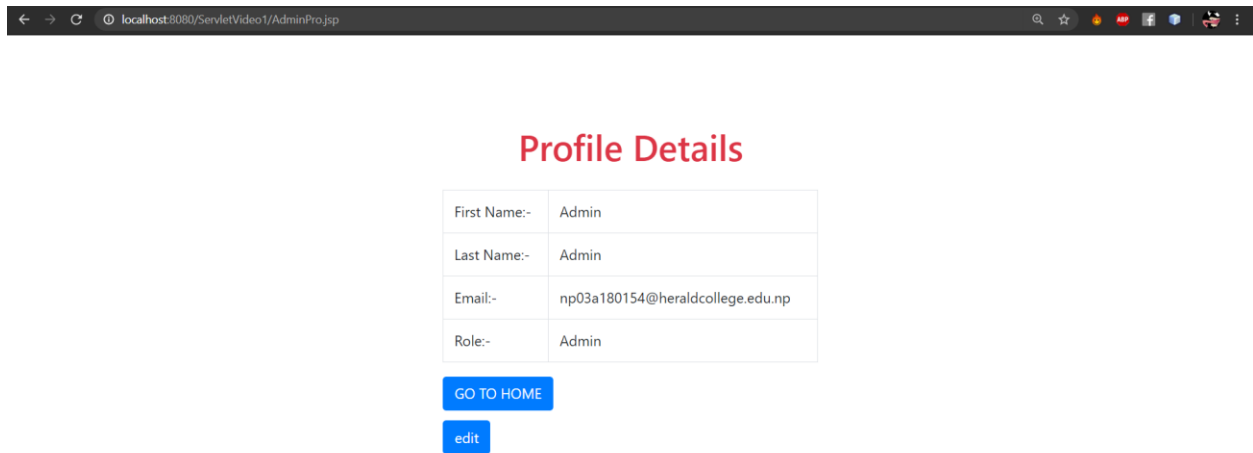 localhost:8080/ServletVideo1/AdminPro.jsp
ABP
Profile Details
First Name:- Admin
Last Name:- Admin
Email:- np03a180154@heraldcollege.edu.np
Role:- Admin
GO TO HOME
edit